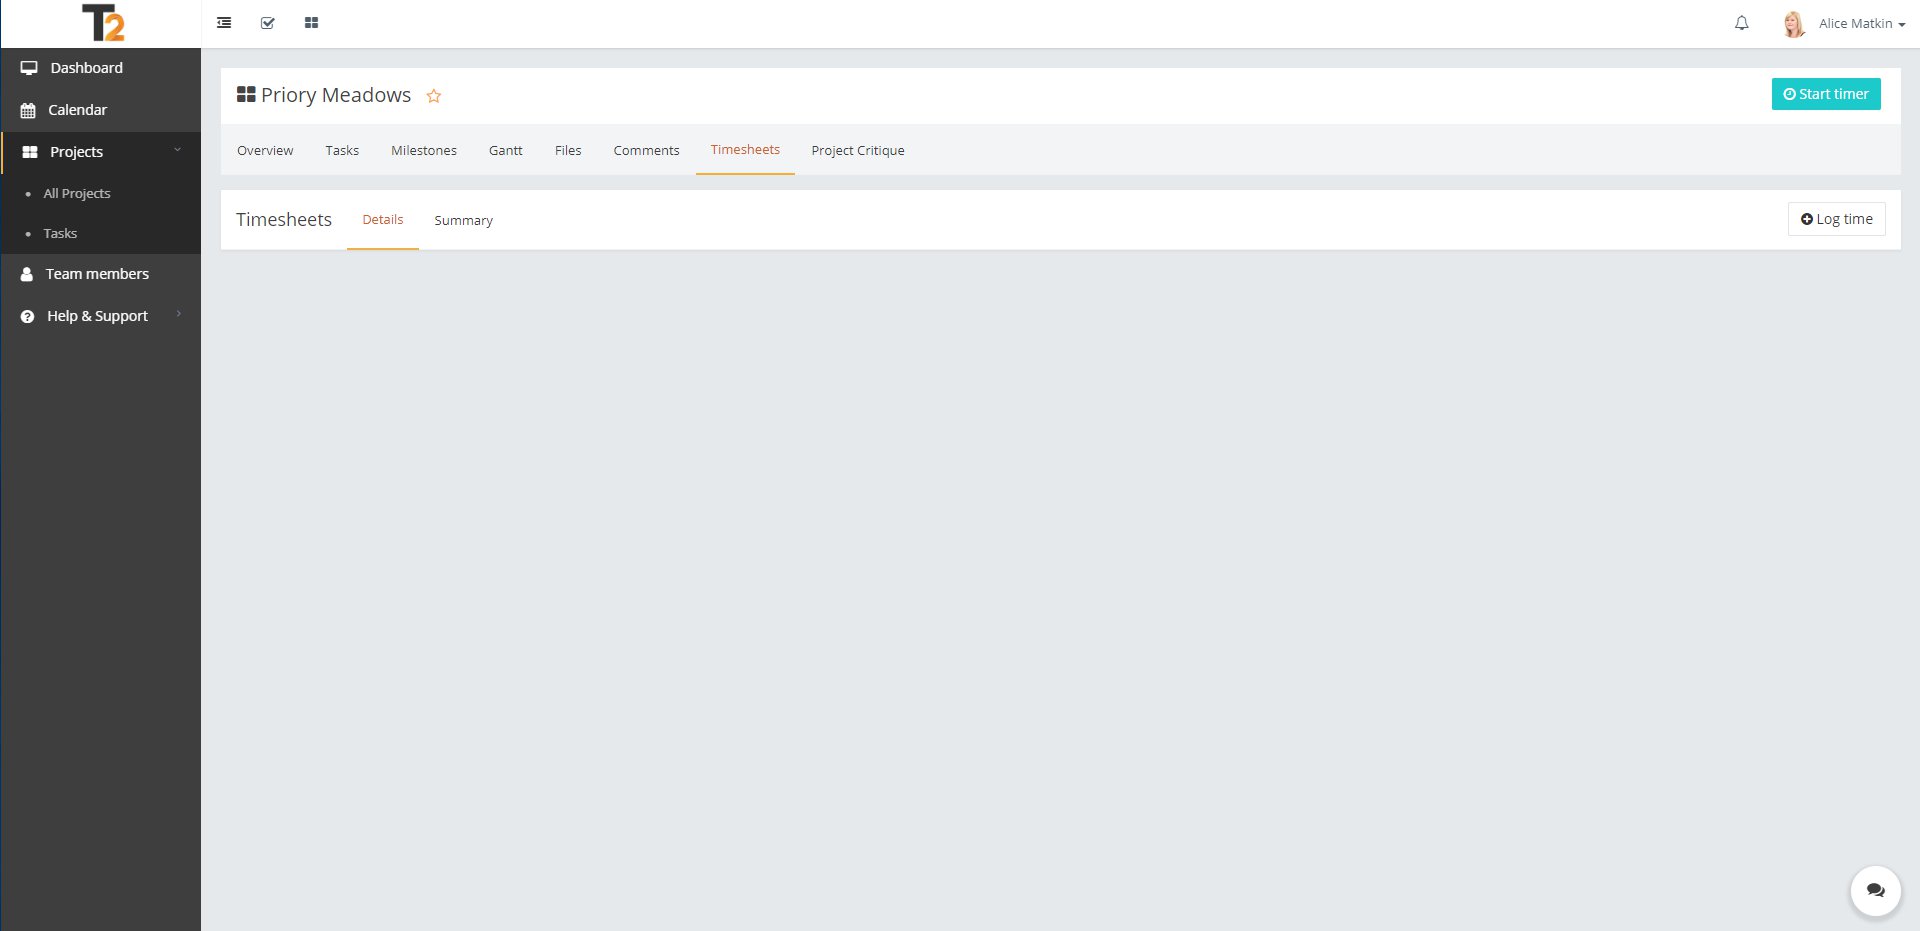 T2
Alice Matkin
Dashboard
Calendar
Projects
All Projects
Tasks
Team members
Help & Support
Priory Meadows
Start timer
Overview Tasks Milestones Gantt Files Comments Timesheets Project Critique
Timesheets Details Summary
Log time